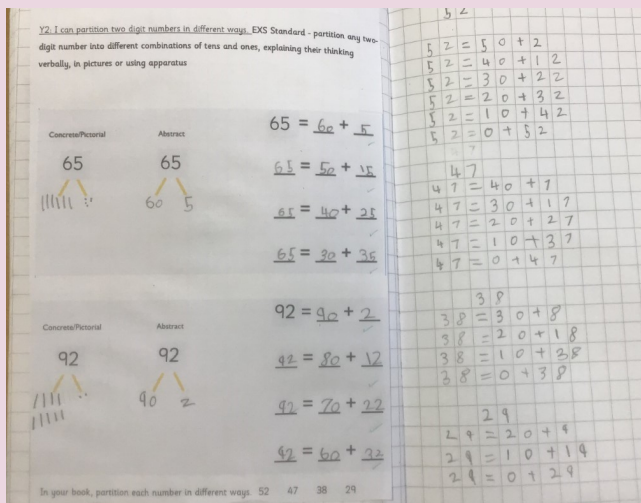 Y2: I can partition two digit numbers in different ways. EXS Standard - partition any two-
digit number into different combinations of tens and ones, explaining their thinking
verbally, in pictures or using apparatus
Concrete/Pictorial
Abstract
65
65
60 5
65 = 60 + 5
65 = 50 + 15
65 = 40 + 25
65 = 30 + 35
Concrete/Pictorial
Abstract
92
92
90 2
92 = 90 + 2
92 = 80 + 12
92 = 70 + 22
92 = 60 + 32
In your book, partition each number in different ways 52 47 38 29
52
52 = 50 + 2
52 = 40 + 12
52 = 30 + 22
52 = 20 + 32
52 = 10 + 42
52 = 0 + 52
47
47 = 40 + 7
47 = 30 + 17
47 = 20 + 27
47 = 10 + 37
47 = 0 + 47
38
38 = 30 + 8
38 = 20 + 18
38 = 10 + 38
38 = 0 + 38
29
29 = 20 + 9
29 = 10 + 19
29 = 0 + 29